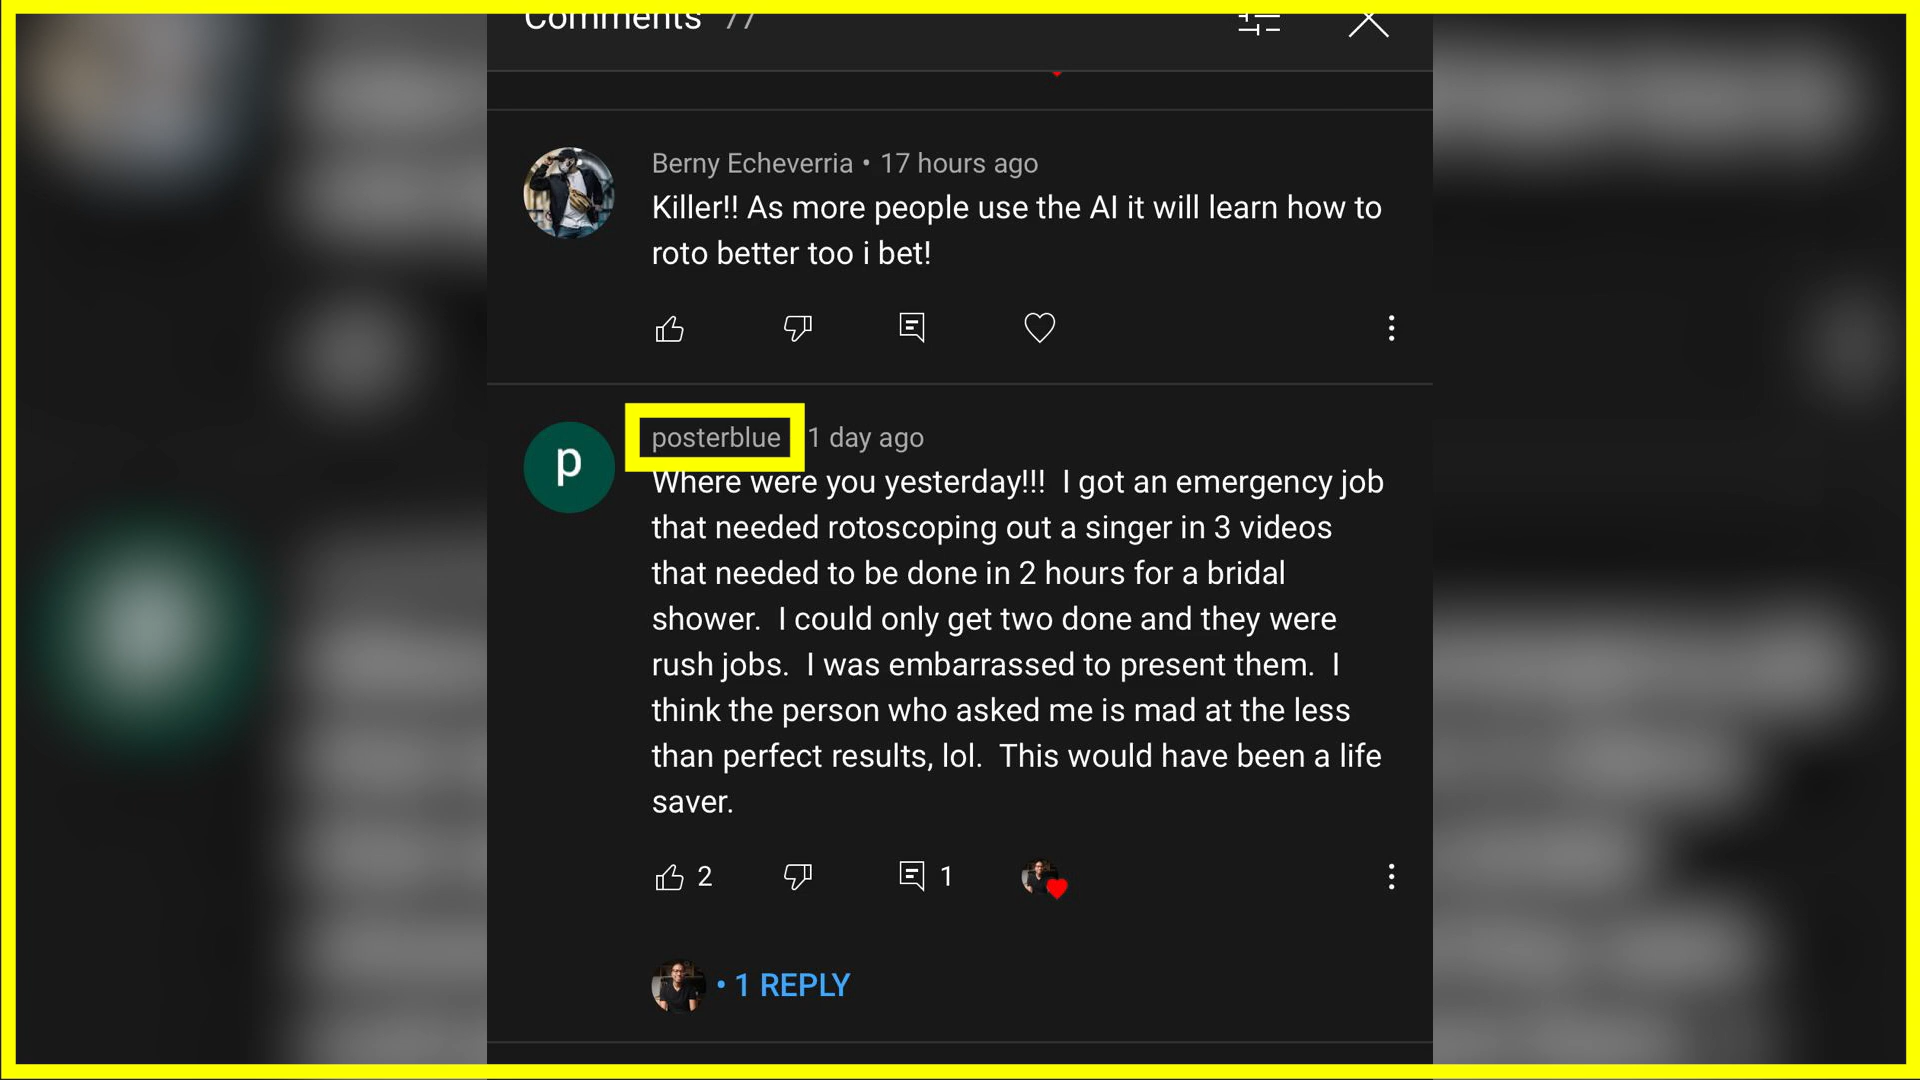 Comments 77
Berny Echeverria • 17 hours ago
Killer!! As more people use the AI it will learn how to
roto better too i bet!
p
posterblue 1 day ago
Where were you yesterday!!!  I got an emergency job
that needed rotoscoping out a singer in 3 videos
that needed to be done in 2 hours for a bridal
shower.  I could only get two done and they were
rush jobs.  I was embarrassed to present them.  I
think the person who asked me is mad at the less
than perfect results, lol.  This would have been a life
saver.
2 1
• 1 REPLY